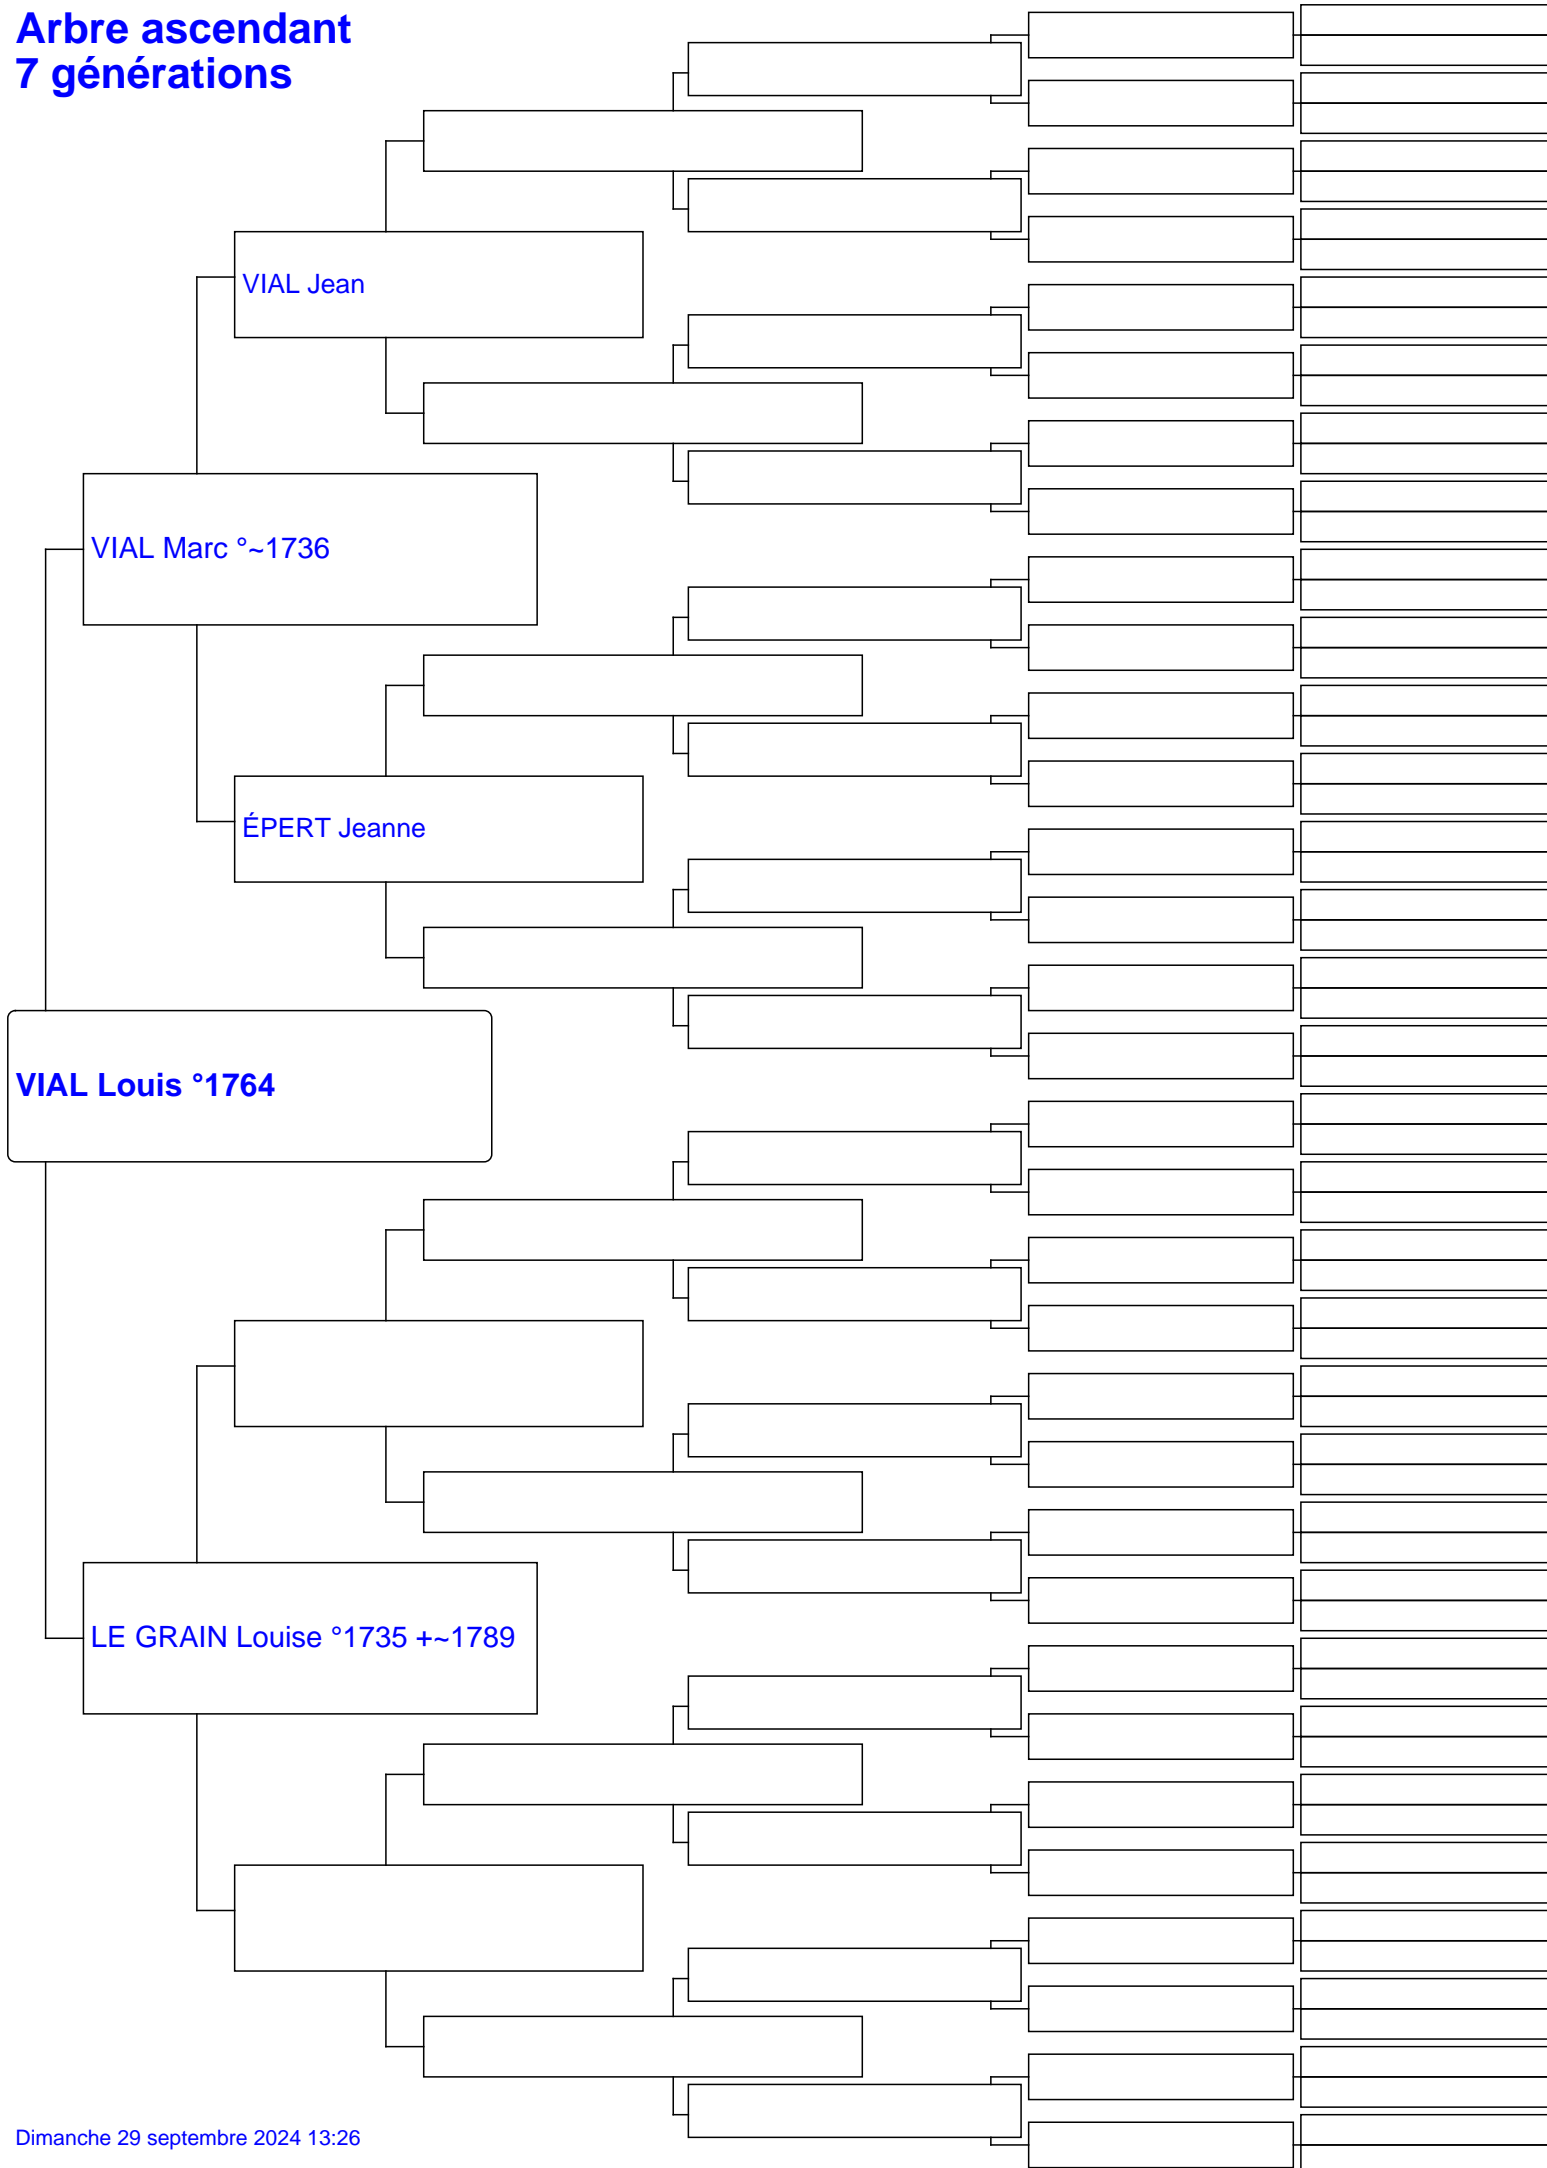 Arbre ascendant
7 générations
VIAL Jean
VIAL Marc °~1736
ÉPERT Jeanne
VIAL Louis °1764
LE GRAIN Louise °1735 +~1789
Dimanche 29 septembre 2024 13:26